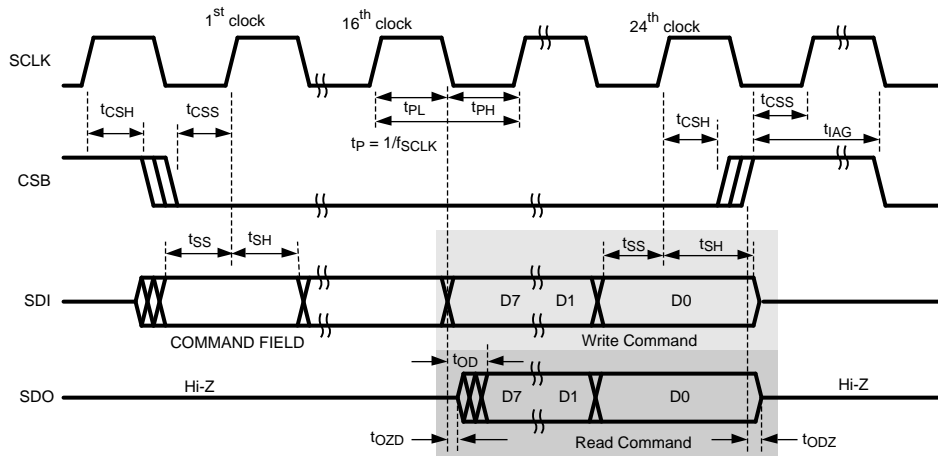 1st clock
16th clock
24th clock
SCLK
tCSH
tCSS
tPL
tPH
tP = 1/fSCLK
tCSH
tCSS
tIAG
CSB
tSS
tSH
tSS
tSH
SDI
D7
D1
D0
COMMAND FIELD
Write Command
tOD
SDO
Hi-Z
D7
D1
D0
Hi-Z
tOZD
Read Command
tODZ